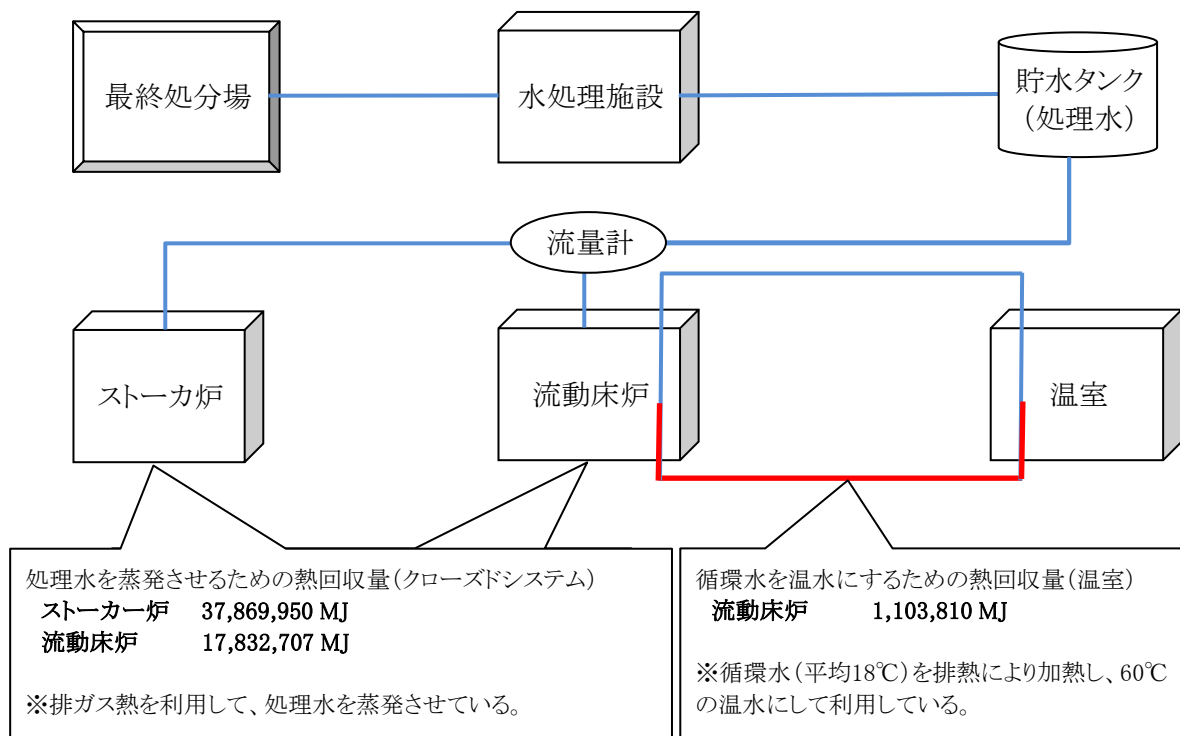 最終処分場
水処理施設
貯水タンク
(処理水)
流量計
ストーカ炉
流動床炉
温室
処理水を蒸発させるための熱回収量(クローズドシステム)
ストーカー炉 37,869,950 MJ
流動床炉 17,832,707 MJ
※排ガス熱を利用して、処理水を蒸発させている。
循環水を温水にするための熱回収量(温室)
流動床炉 1,103,810 MJ
※循環水(平均18℃)を排熱により加熱し、60℃
の温水にして利用している。